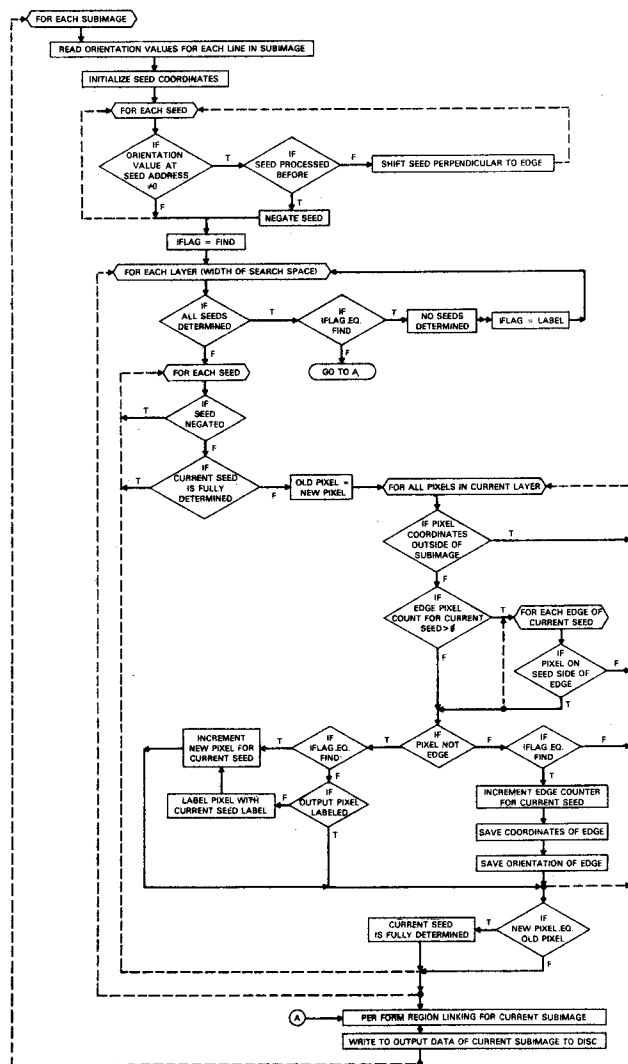 FOR EACH SUBIMAGE
READ ORIENTATION VALUES FOR EACH LINE IN SUBIMAGE
INITIALIZE SEED COORDINATES
FOR EACH SEED
IF
ORIENTATION
VALUE AT
SEED ADDRESS
≠0
T
F
IF
SEED PROCESSED
BEFORE
F
T
SHIFT SEED PERPENDICULAR TO EDGE
NEGATE SEED
IFLAG = FIND
FOR EACH LAYER (WIDTH OF SEARCH SPACE)
IF
ALL SEEDS
DETERMINED
T
F
IF
IFLAG.EQ.
FIND
T
F
NO SEEDS
DETERMINED
IFLAG = LABEL
GO TO A
FOR EACH SEED
IF
SEED
NEGATED
T
F
IF
CURRENT SEED
IS FULLY
DETERMINED
T
F
OLD PIXEL =
NEW PIXEL
FOR ALL PIXELS IN CURRENT LAYER
IF PIXEL
COORDINATES
OUTSIDE OF
SUBIMAGE
T
F
IF
EDGE PIXEL
COUNT FOR CURRENT
SEED>0
T
F
FOR EACH EDGE OF
CURRENT SEED
IF
PIXEL ON
SEED SIDE OF
EDGE
F
T
IF
PIXEL NOT
EDGE
T
F
IF
IFLAG.EQ.
FIND
T
F
INCREMENT
NEW PIXEL FOR
CURRENT SEED
IF
OUTPUT PIXEL
LABELED
F
T
LABEL PIXEL WITH
CURRENT SEED LABEL
IF
IFLAG.EQ.
FIND
F
T
INCREMENT EDGE COUNTER
FOR CURRENT SEED
SAVE COORDINATES OF EDGE
SAVE ORIENTATION OF EDGE
IF
NEW PIXEL.EQ.
OLD PIXEL
T
F
CURRENT SEED
IS FULLY DETERMINED
A
PER FORM REGION LINKING FOR CURRENT SUBIMAGE
WRITE TO OUTPUT DATA OF CURRENT SUBIMAGE TO DISC